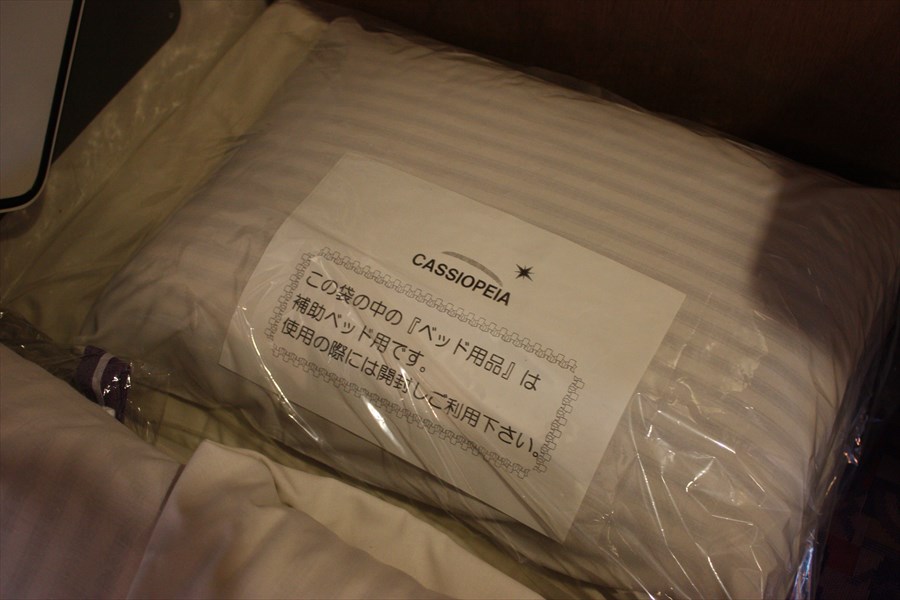 CASSIOPEIA
この袋の中の『ベッド用品』は
補助ベッド用です。
使用の際には開封しご利用下さい。